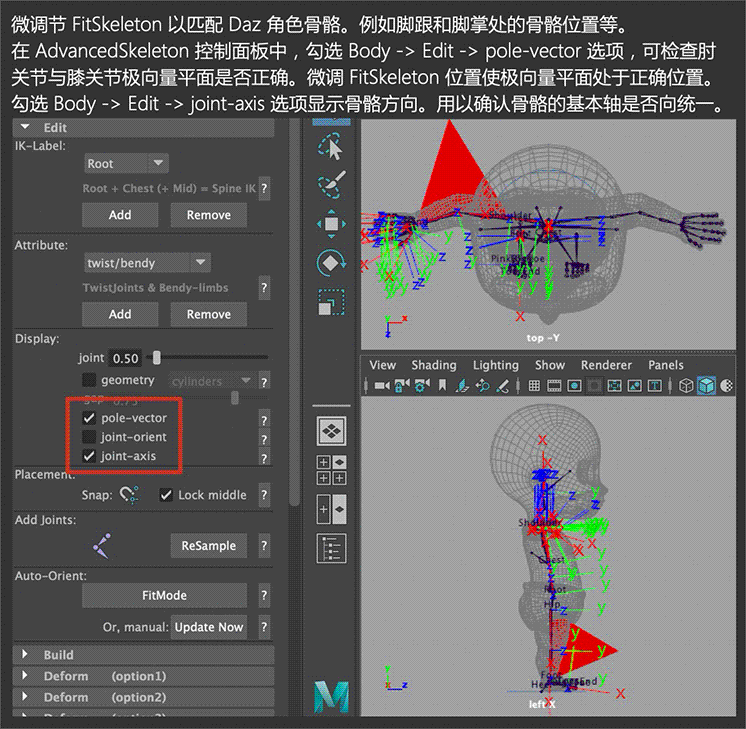 微调节 FitSkeleton 以匹配 Daz 角色骨骼。例如脚跟和脚掌处的骨骼位置等。
在 AdvancedSkeleton 控制面板中，勾选 Body -> Edit -> pole-vector 选项，可检查肘
关节与膝关节极向量平面是否正确。微调 FitSkeleton 位置使极向量平面处于正确位置。
勾选 Body -> Edit -> joint-axis 选项显示骨骼方向。用以确认骨骼的基本轴是否向统一。
Edit
IK-Label:
Root
Root + Chest (+ Mid) = Spine IK ?
Add Remove
Attribute:
twist/bendy
TwistJoints & Bendy-limbs ?
Add Remove
Display:
joint 0.50
geometry cylinders ?
gap 0.75
pole-vector ?
joint-orient ?
joint-axis ?
Placement:
Snap: Lock middle ?
Add Joints:
ReSample ?
Auto-Orient:
FitMode ?
Or, manual: Update Now ?
Build
Deform (option1)
Deform (option2)
Shoulder
top -Y
View Shading Lighting Show Renderer Panels
Shoulder
Chest
Root
Hip
left X